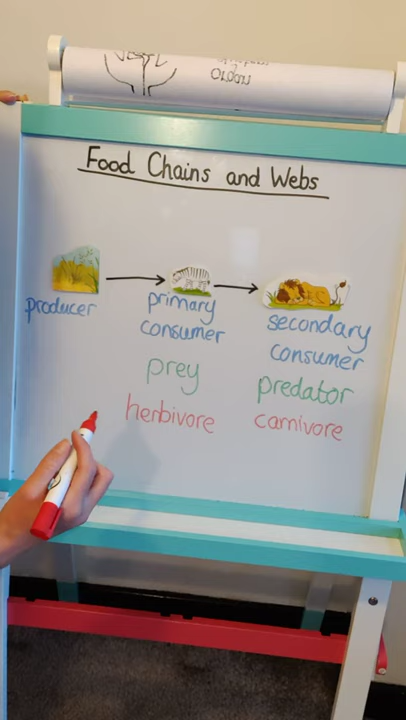 Food Chains and Webs
producer
primary
consumer
secondary
consumer
prey
predator
herbivore
carnivore